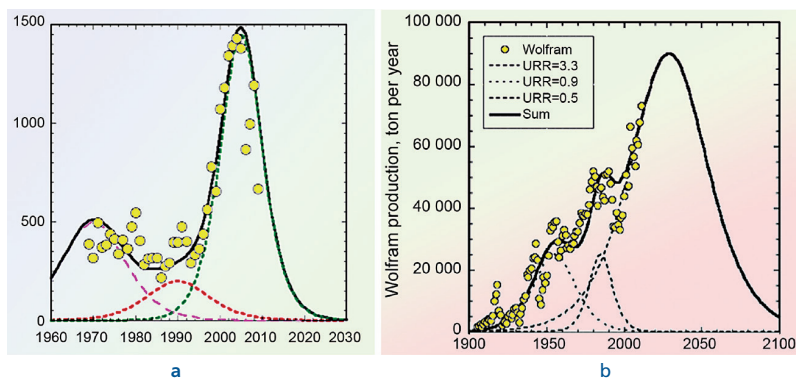 1500
1000
500
0
1960 1970 1980 1990 2000 2010 2020 2030
a
Wolfram production, ton per year
100 000
80 000
60 000
40 000
20 000
0
1900 1950 2000 2050 2100
Wolfram
URR=3.3
URR=0.9
URR=0.5
Sum
b